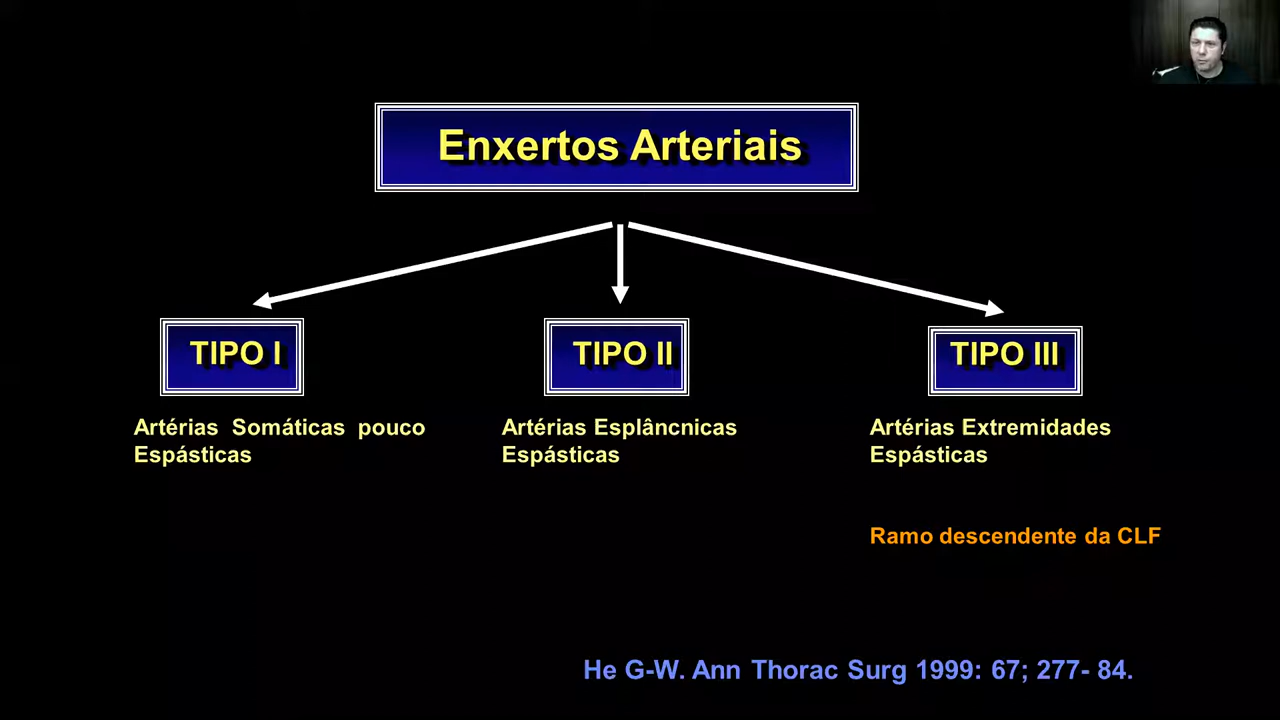 Enxertos Arteriais
TIPO I
TIPO II
TIPO III
Artérias Somáticas pouco
Espásticas
Artérias Esplâncnicas
Espásticas
Artérias Extremidades
Espásticas
Ramo descendente da CLF
He G-W. Ann Thorac Surg 1999: 67; 277- 84.